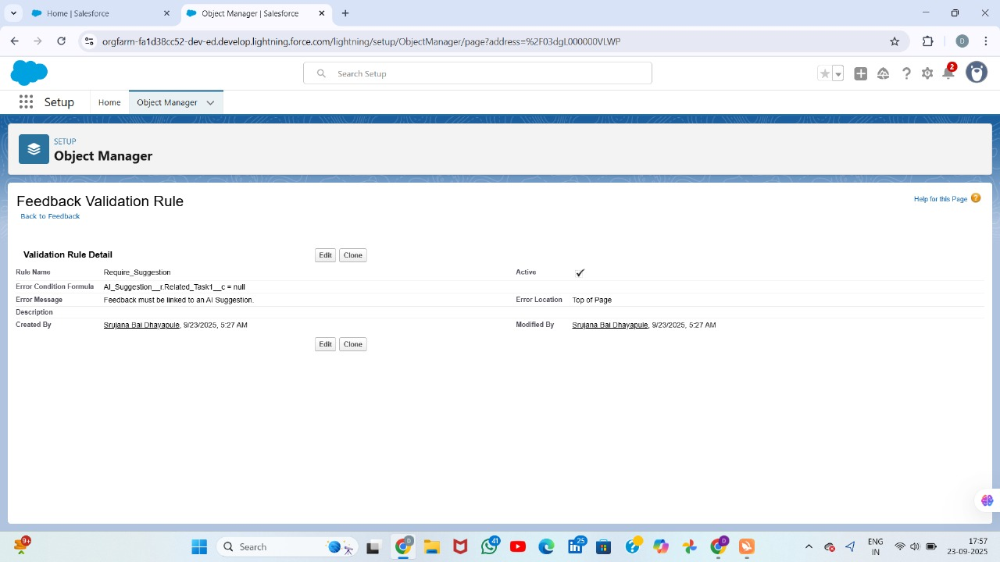 Home | Salesforce
Object Manager | Salesforce
orgfarm-fa1d38cc52-dev-ed.develop.lightning.force.com/lightning/setup/ObjectManager/page?address=%2F03dgL000000VLWP
D
Search Setup
2
Setup
Home
Object Manager
SETUP
Object Manager
Feedback Validation Rule
Help for this Page ?
Back to Feedback
Validation Rule Detail
Edit Clone
Rule Name Require_Suggestion Active
Error Condition Formula AI_Suggestion__r.Related_Task1__c = null
Error Message Feedback must be linked to an AI Suggestion. Error Location Top of Page
Description
Created By Srujana Bai Dhayapule, 9/23/2025, 5:27 AM Modified By Srujana Bai Dhayapule, 9/23/2025, 5:27 AM
Edit Clone
9+
Search
D
41
25
D
ENG
IN
17:57
23-09-2025